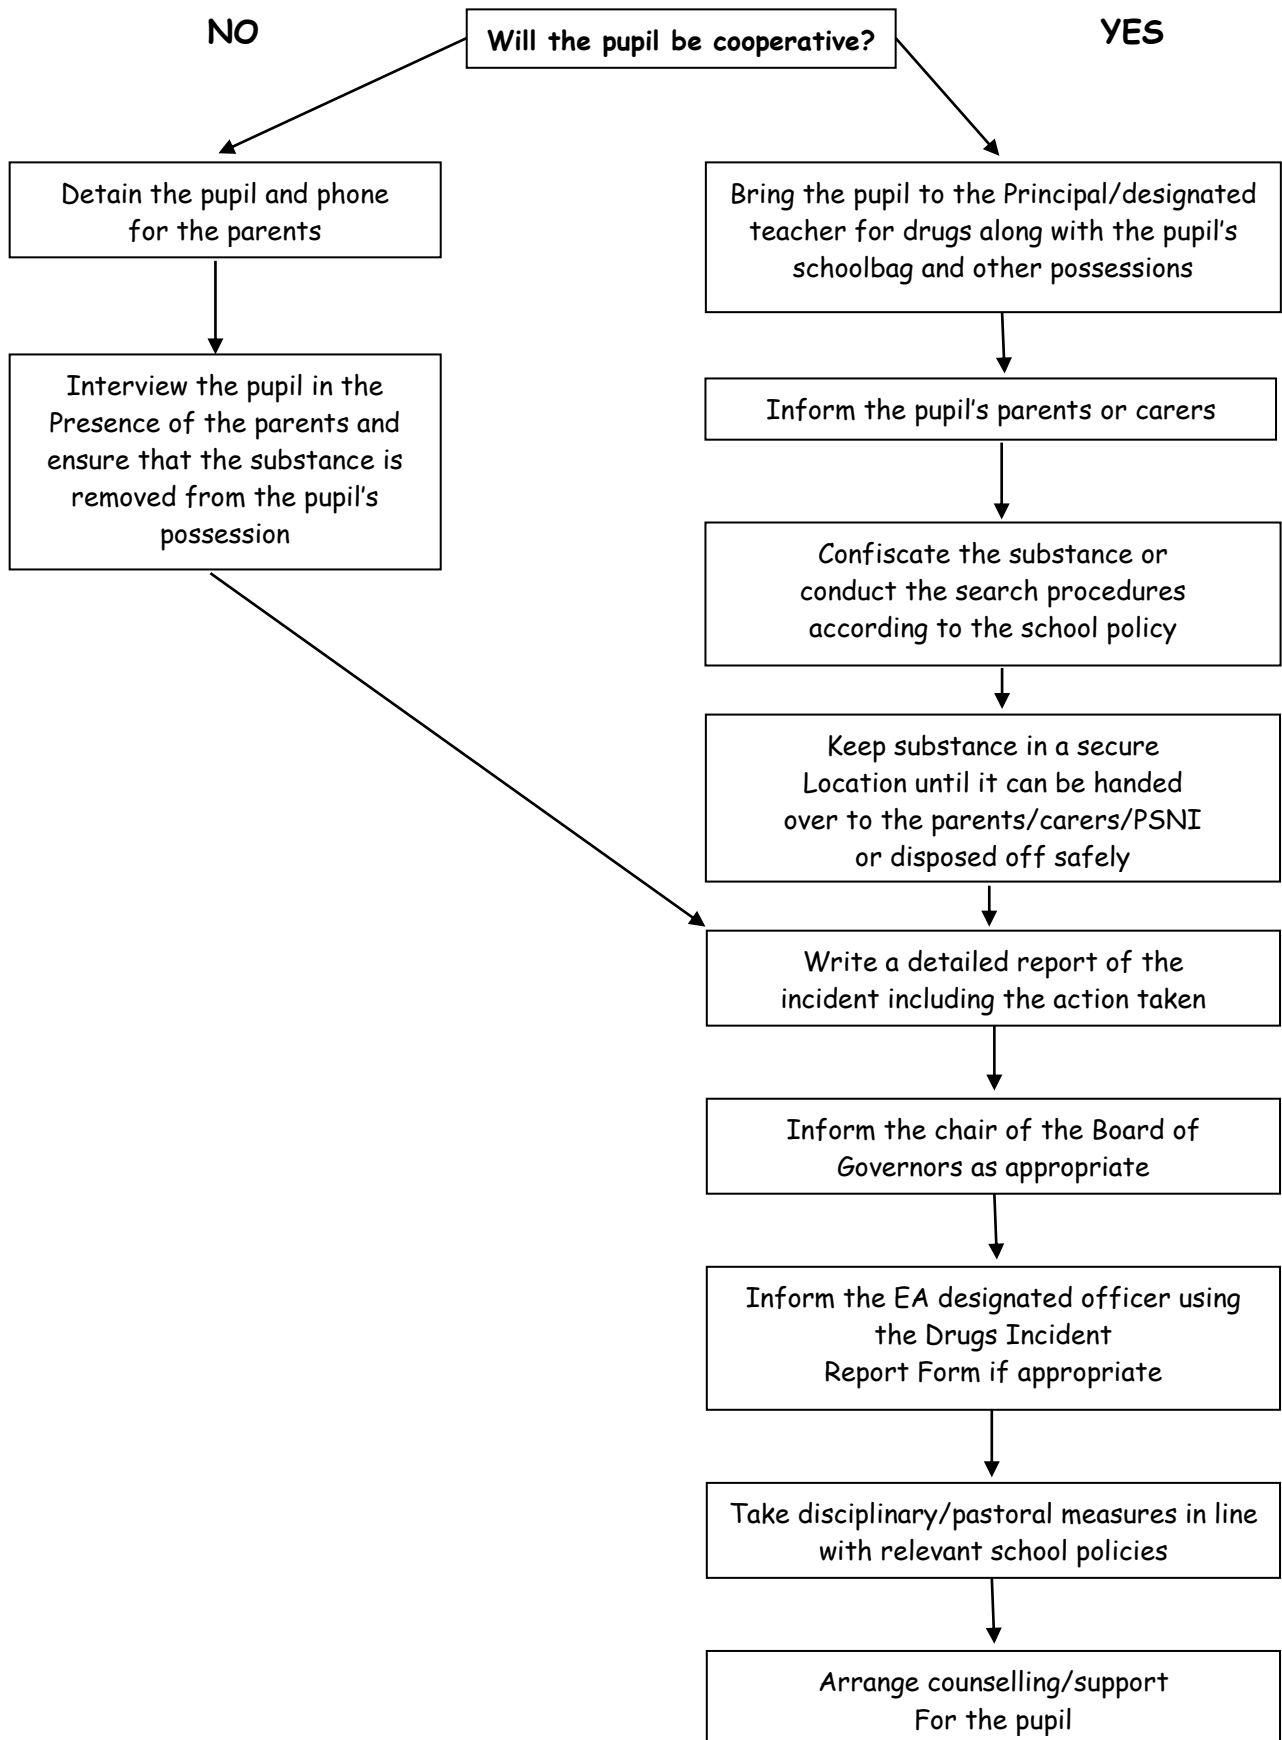 NO
Will the pupil be cooperative?
YES
Detain the pupil and phone
for the parents
Interview the pupil in the
Presence of the parents and
ensure that the substance is
removed from the pupil's
possession
Bring the pupil to the Principal/designated
teacher for drugs along with the pupil's
schoolbag and other possessions
Inform the pupil's parents or carers
Confiscate the substance or
conduct the search procedures
according to the school policy
Keep substance in a secure
Location until it can be handed
over to the parents/carers/PSNI
or disposed off safely
Write a detailed report of the
incident including the action taken
Inform the chair of the Board of
Governors as appropriate
Inform the EA designated officer using
the Drugs Incident
Report Form if appropriate
Take disciplinary/pastoral measures in line
with relevant school policies
Arrange counselling/support
For the pupil